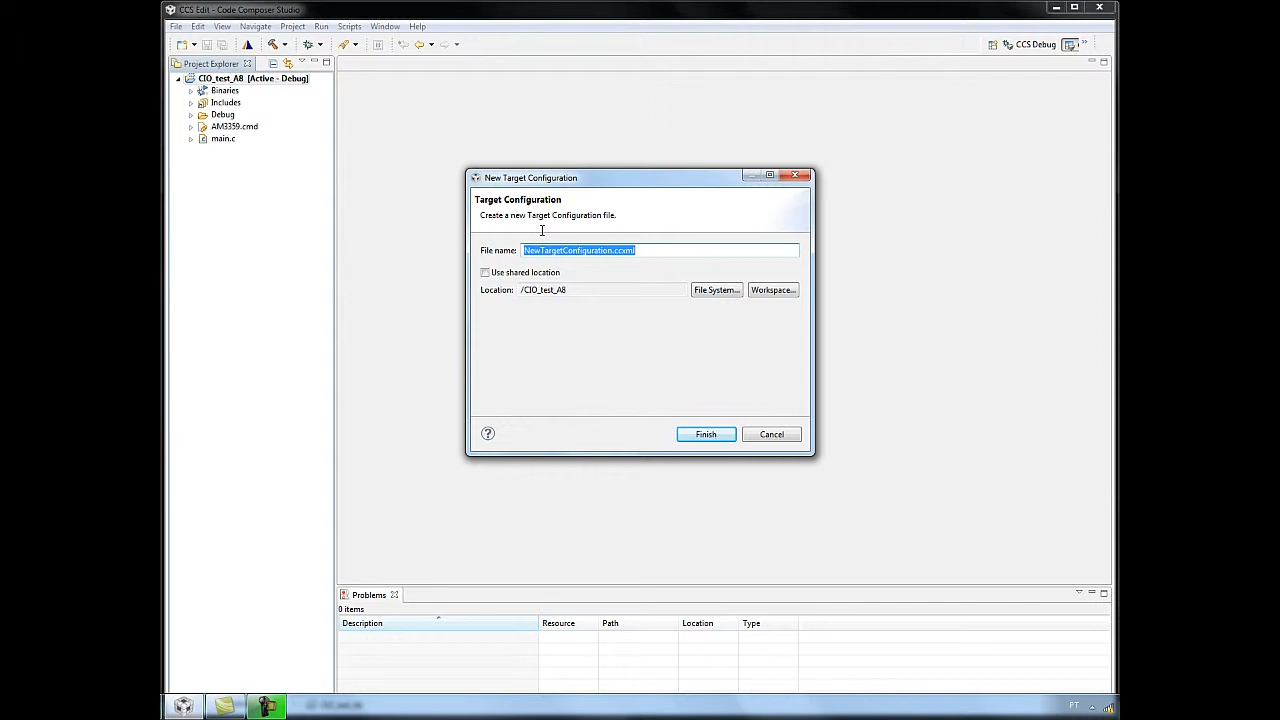 CCS Edit - Code Composer Studio
File Edit View Navigate Project Run Scripts Window Help
CCS Debug
Project Explorer
CIO_test_A8 [Active - Debug]
Binaries
Includes
Debug
AM3359.cmd
main.c
New Target Configuration
Target Configuration
Create a new Target Configuration file.
File name: NewTargetConfiguration.ccxml
Use shared location
Location: /CIO_test_A8 File System... Workspace...
Finish Cancel
Problems
0 items
Description Resource Path Location Type
PT